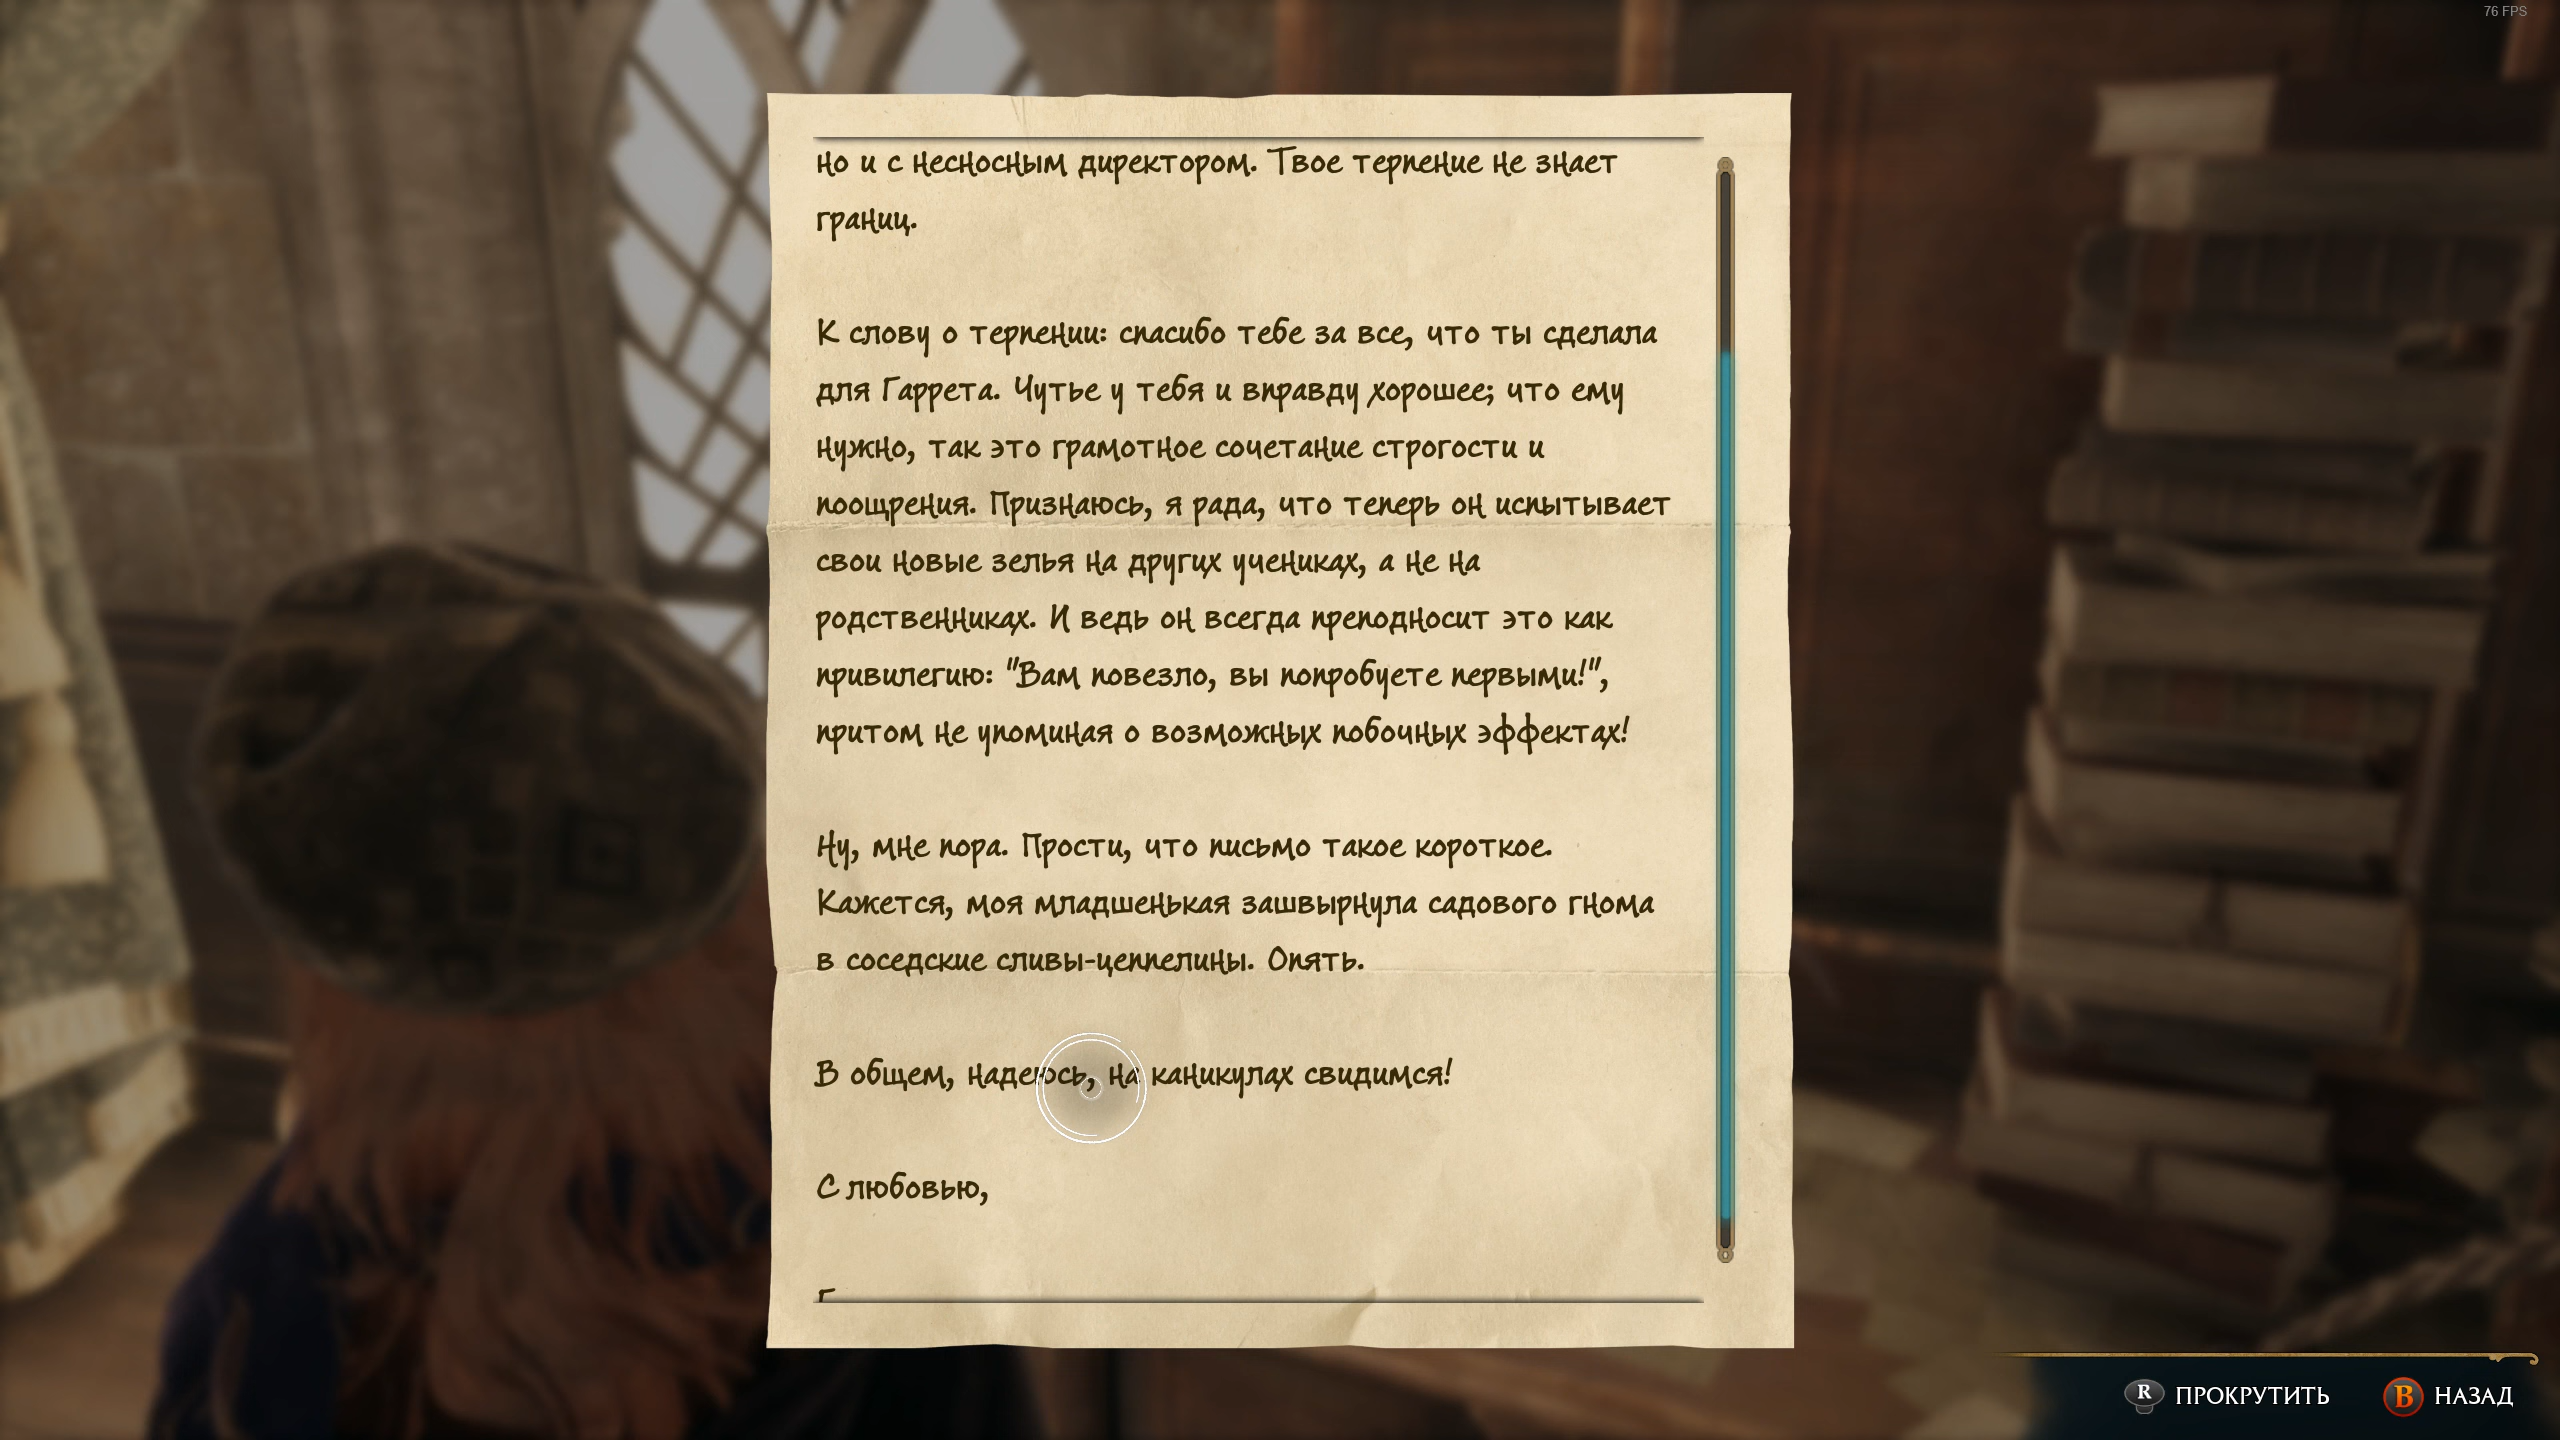 76 FPS
но и с несносным директором. Твое терпение не знает
границ.
К слову о терпении: спасибо тебе за все, что ты сделала
для Гаррета. Чутье у тебя и вправду хорошее; что ему
нужно, так это грамотное сочетание строгости и
поощрения. Признаюсь, я рада, что теперь он испытывает
свои новые зелья на других учениках, а не на
родственниках. И ведь он всегда преподносит это как
привилегию: "Вам повезло, вы попробуете первыми!",
притом не упоминая о возможных побочных эффектах!
Ну, мне пора. Прости, что письмо такое короткое.
Кажется, моя младшенькая зашвырнула садового гнома
в соседские сливы-цеппелины. Опять.
В общем, надеюсь, на каникулах свидимся!
С любовью,
R ПРОКРУТИТЬ B НАЗАД